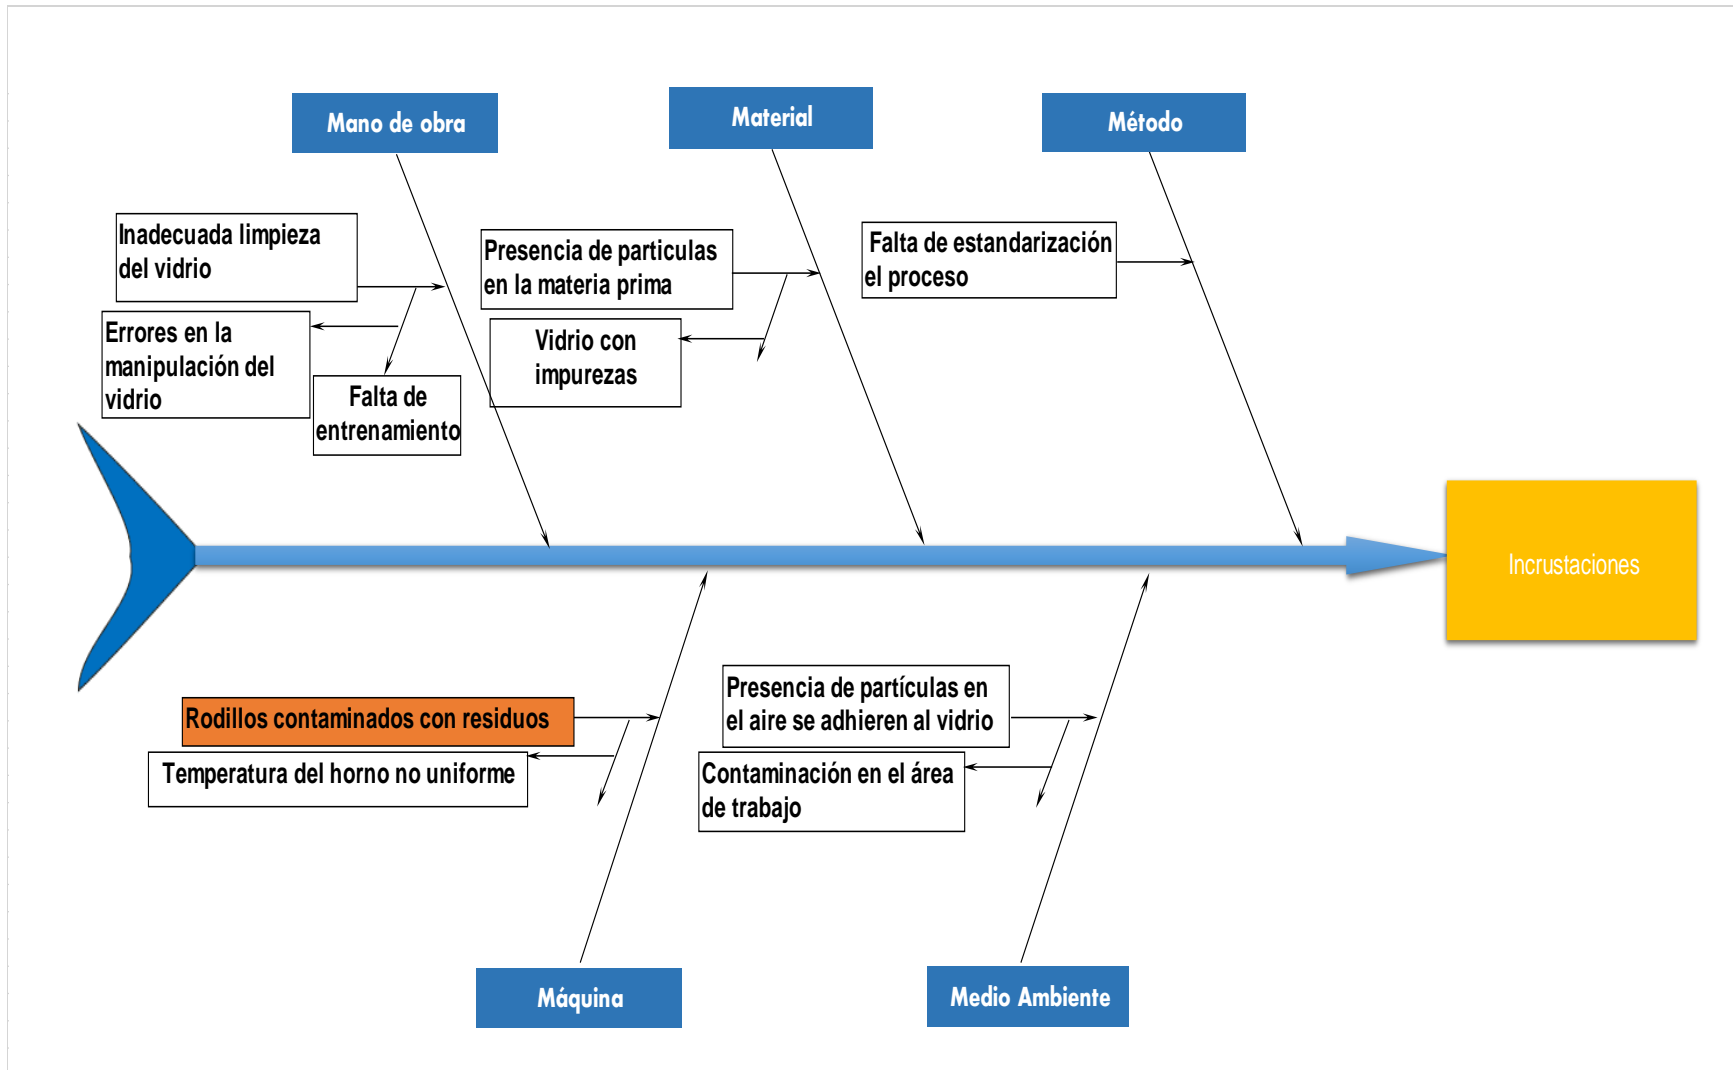 Mano de obra
Material
Método
Inadecuada limpieza
del vidrio
Errores en la
manipulación del
vidrio
Falta de
entrenamiento
Presencia de particulas
en la materia prima
Vidrio con
impurezas
Falta de estandarización
el proceso
Incrustaciones
Rodillos contaminados con residuos
Temperatura del horno no uniforme
Presencia de partículas en
el aire se adhieren al vidrio
Contaminación en el área
de trabajo
Máquina
Medio Ambiente